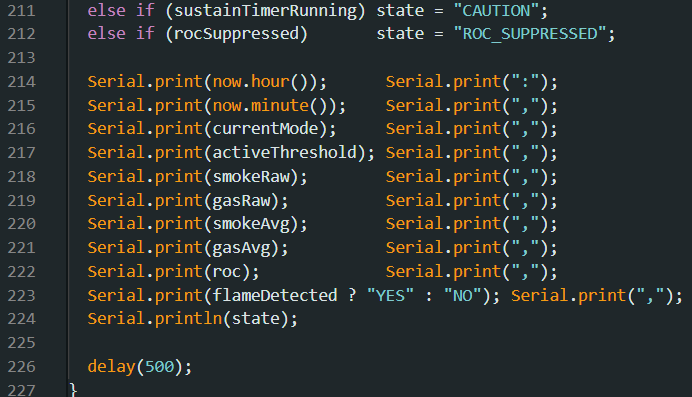 211 else if (sustainTimerRunning) state = "CAUTION";
212 else if (rocSuppressed)       state = "ROC_SUPPRESSED";
213
214 Serial.print(now.hour());      Serial.print(":");
215 Serial.print(now.minute());    Serial.print(",");
216 Serial.print(currentMode);     Serial.print(",");
217 Serial.print(activeThreshold); Serial.print(",");
218 Serial.print(smokeRaw);        Serial.print(",");
219 Serial.print(gasRaw);          Serial.print(",");
220 Serial.print(smokeAvg);        Serial.print(",");
221 Serial.print(gasAvg);          Serial.print(",");
222 Serial.print(roc);             Serial.print(",");
223 Serial.print(flameDetected ? "YES" : "NO"); Serial.print(",");
224 Serial.println(state);
225
226 delay(500);
227 }